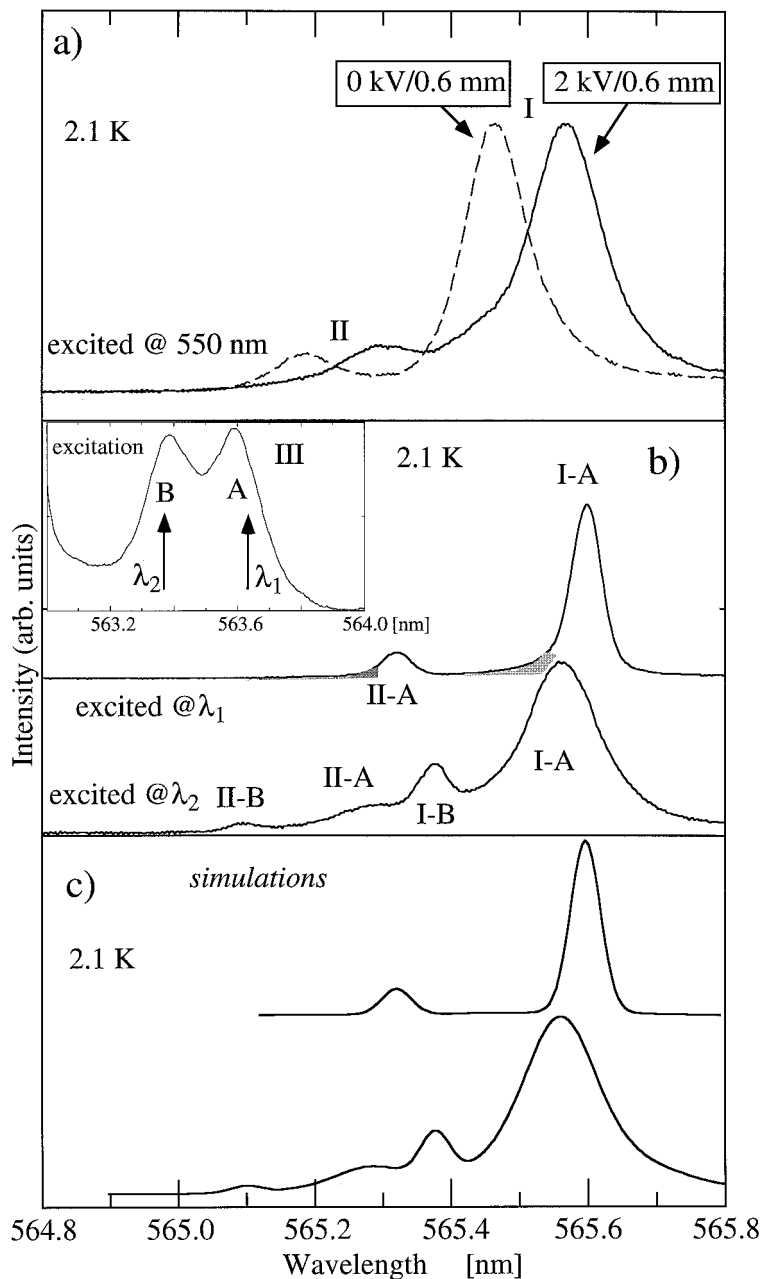 a)
0 kV/0.6 mm
2 kV/0.6 mm
I
2.1 K
II
excited @ 550 nm
excitation
III
2.1 K
b)
B
A
I-A
λ2
λ1
563.2
563.6
564.0 [nm]
II-A
excited @λ1
II-A
I-A
excited @λ2
II-B
I-B
Intensity (arb. units)
c)
simulations
2.1 K
564.8
565.0
565.2
565.4
565.6
565.8
Wavelength [nm]